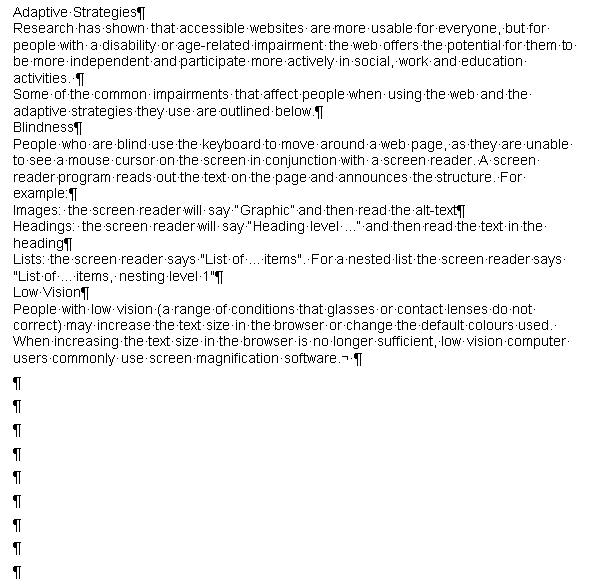 Adaptive Strategies¶
Research has shown that accessible websites are more usable for everyone, but for
people with a disability or age-related impairment the web offers the potential for them to
be more independent and participate more actively in social, work and education
activities. ¶
Some of the common impairments that affect people when using the web and the
adaptive strategies they use are outlined below.¶
Blindness¶
People who are blind use the keyboard to move around a web page, as they are unable
to see a mouse cursor on the screen in conjunction with a screen reader. A screen
reader program reads out the text on the page and announces the structure. For
example:¶
Images: the screen reader will say "Graphic" and then read the alt-text¶
Headings: the screen reader will say "Heading level ..." and then read the text in the
heading¶
Lists: the screen reader says "List of ... items". For a nested list the screen reader says
"List of ... items, nesting level 1"¶
Low Vision¶
People with low vision (a range of conditions that glasses or contact lenses do not
correct) may increase the text size in the browser or change the default colours used.
When increasing the text size in the browser is no longer sufficient, low vision computer
users commonly use screen magnification software.¬ ¶
¶
¶
¶
¶
¶
¶
¶
¶
¶